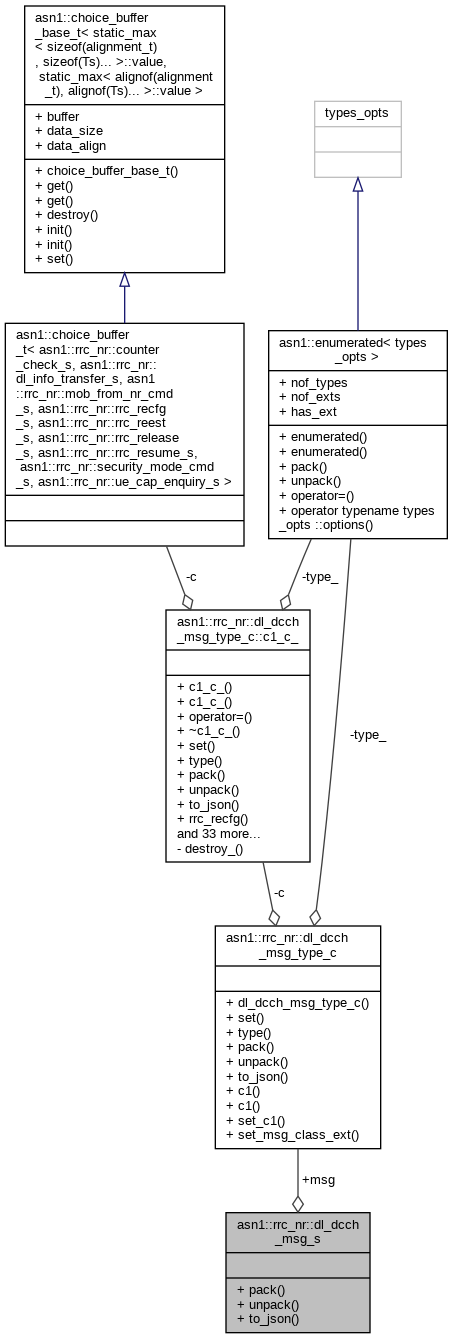 asn1::choice_buffer
_base_t< static_max
< sizeof(alignment_t)
, sizeof(Ts)... >::value,
static_max< alignof(alignment
_t), alignof(Ts)... >::value >
+ buffer
+ data_size
+ data_align
+ choice_buffer_base_t()
+ get()
+ get()
+ destroy()
+ init()
+ init()
+ set()
types_opts
asn1::choice_buffer
_t< asn1::rrc_nr::counter
_check_s, asn1::rrc_nr::
dl_info_transfer_s, asn1
::rrc_nr::mob_from_nr_cmd
_s, asn1::rrc_nr::rrc_recfg
_s, asn1::rrc_nr::rrc_reest
_s, asn1::rrc_nr::rrc_release
_s, asn1::rrc_nr::rrc_resume_s,
asn1::rrc_nr::security_mode_cmd
_s, asn1::rrc_nr::ue_cap_enquiry_s >
asn1::enumerated< types
_opts >
+ nof_types
+ nof_exts
+ has_ext
+ enumerated()
+ enumerated()
+ pack()
+ unpack()
+ operator=()
+ operator typename types
_opts ::options()
-c
-type_
asn1::rrc_nr::dl_dcch
_msg_type_c::c1_c_
+ c1_c_()
+ c1_c_()
+ operator=()
+ ~c1_c_()
+ set()
+ type()
+ pack()
+ unpack()
+ to_json()
+ rrc_recfg()
and 33 more...
- destroy_()
-type_
-c
asn1::rrc_nr::dl_dcch
_msg_type_c
+ dl_dcch_msg_type_c()
+ set()
+ type()
+ pack()
+ unpack()
+ to_json()
+ c1()
+ c1()
+ set_c1()
+ set_msg_class_ext()
+msg
asn1::rrc_nr::dl_dcch
_msg_s
+ pack()
+ unpack()
+ to_json()